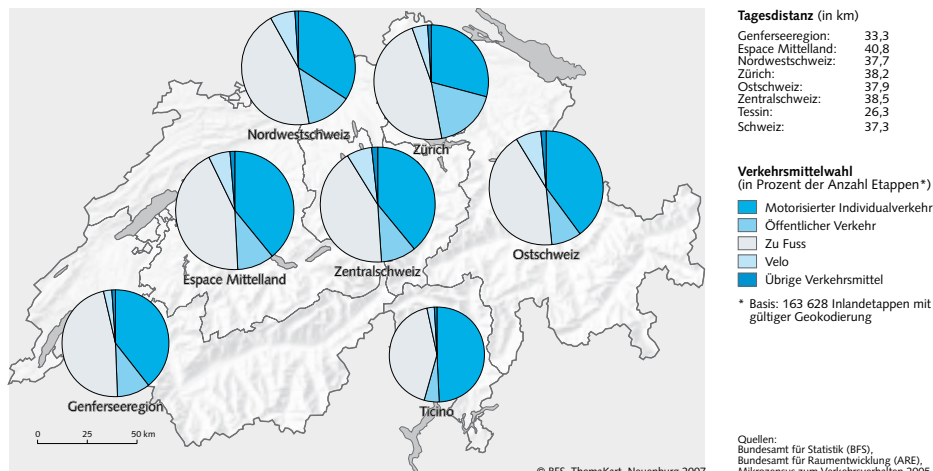 Nordwestschweiz
Zürich
Espace Mittelland
Zentralschweiz
Ostschweiz
Genferseeregion
Ticino
0 25 50 km
© BFS, ThemaKart, Neuenburg 2007
Tagesdistanz (in km)
Genferseeregion: 33,3
Espace Mittelland: 40,8
Nordwestschweiz: 37,7
Zürich: 38,2
Ostschweiz: 37,9
Zentralschweiz: 38,5
Tessin: 26,3
Schweiz: 37,3
Verkehrsmittelwahl
(in Prozent der Anzahl Etappen*)
Motorisierter Individualverkehr
Öffentlicher Verkehr
Zu Fuss
Velo
Übrige Verkehrsmittel
* Basis: 163 628 Inlandetappen mit
gültiger Geokodierung
Quellen:
Bundesamt für Statistik (BFS),
Bundesamt für Raumentwicklung (ARE),
Mikrozensus zum Verkehrsverhalten 2005